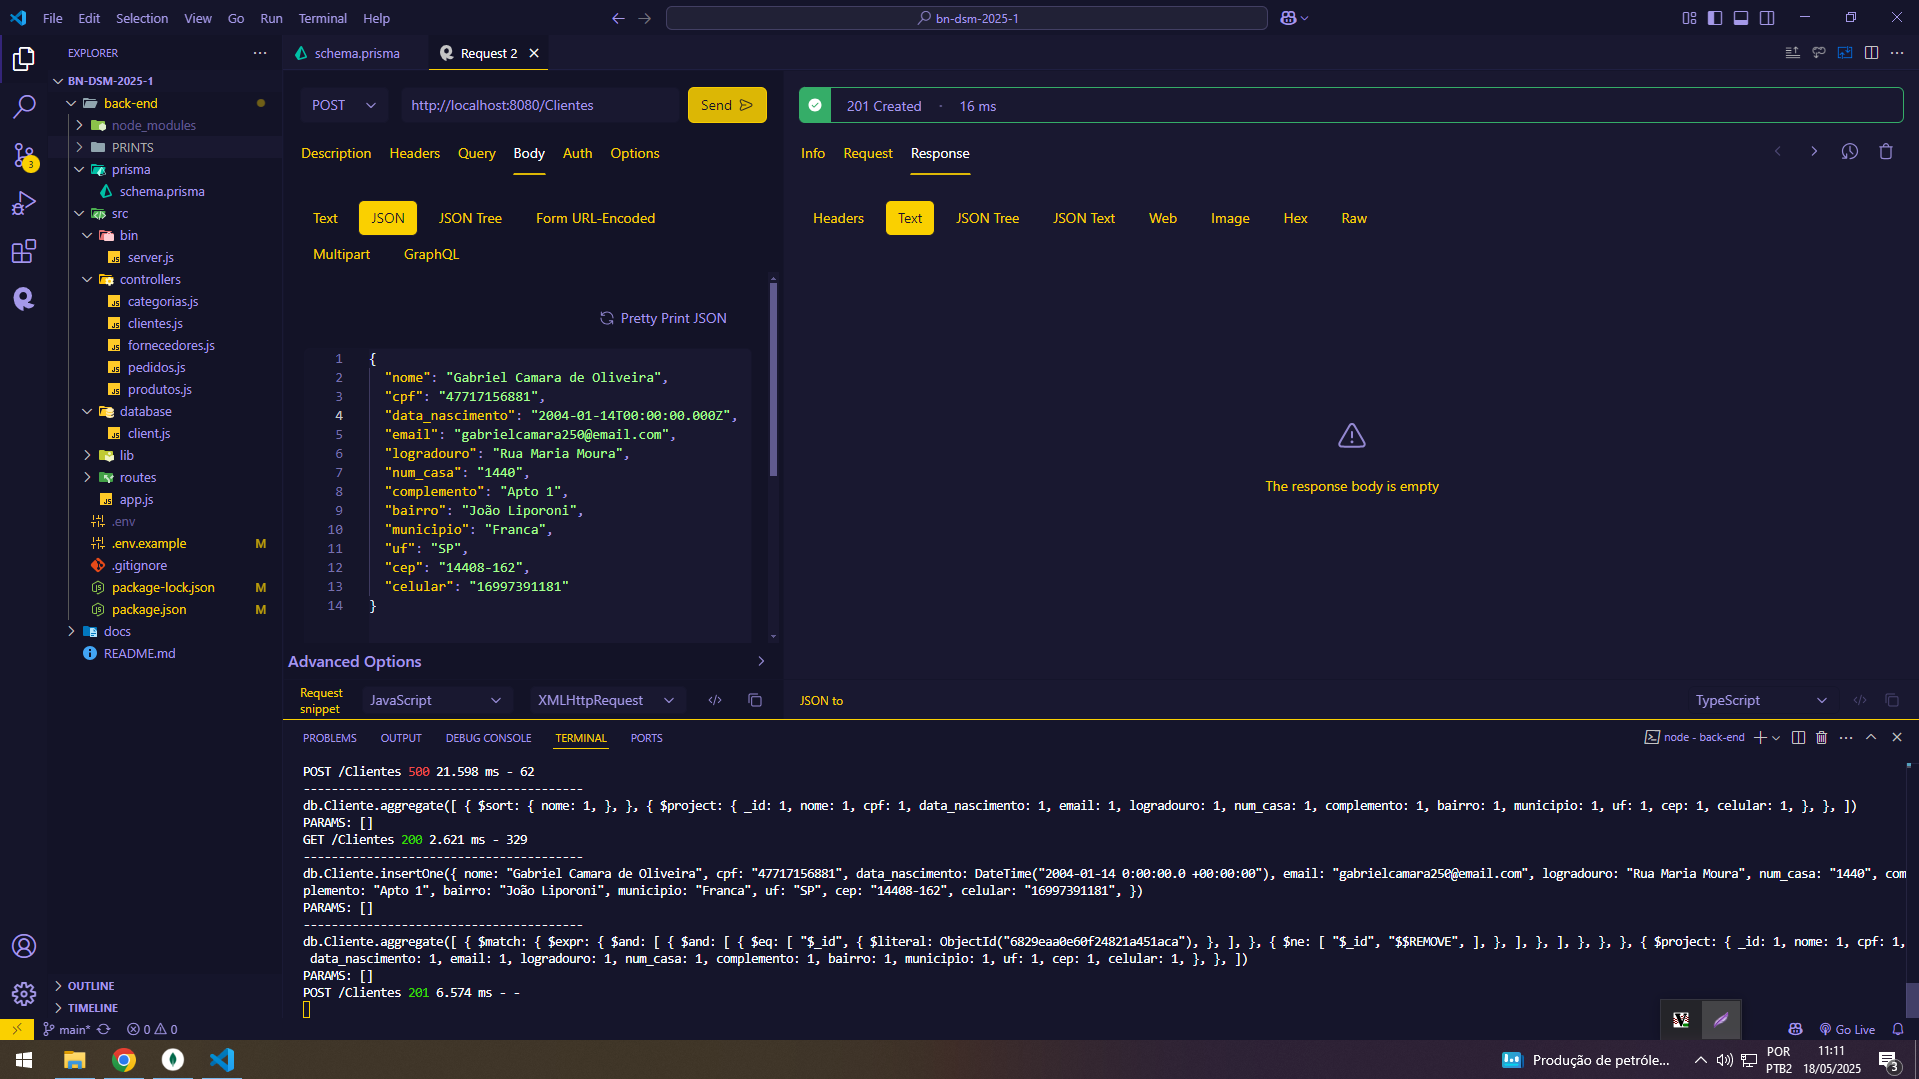 File Edit Selection View Go Run Terminal Help
bn-dsm-2025-1
EXPLORER
BN-DSM-2025-1
back-end
node_modules
PRINTS
prisma
schema.prisma
src
bin
server.js
controllers
categorias.js
clientes.js
fornecedores.js
pedidos.js
produtos.js
database
client.js
lib
routes
app.js
.env
.env.example M
.gitignore
package-lock.json M
package.json M
docs
README.md
OUTLINE
TIMELINE
3
schema.prisma
Request 2
POST
http://localhost:8080/Clientes
Send
Description Headers Query Body Auth Options
Text JSON JSON Tree Form URL-Encoded
Multipart GraphQL
Pretty Print JSON
1 {
2 "nome": "Gabriel Camara de Oliveira",
3 "cpf": "47717156881",
4 "data_nascimento": "2004-01-14T00:00:00.000Z",
5 "email": "gabrielcamara250@email.com",
6 "logradouro": "Rua Maria Moura",
7 "num_casa": "1440",
8 "complemento": "Apto 1",
9 "bairro": "João Liporoni",
10 "municipio": "Franca",
11 "uf": "SP",
12 "cep": "14408-162",
13 "celular": "16997391181"
14 }
Advanced Options
Request snippet JavaScript XMLHttpRequest
201 Created · 16 ms
Info Request Response
Headers Text JSON Tree JSON Text Web Image Hex Raw
The response body is empty
JSON to TypeScript
PROBLEMS OUTPUT DEBUG CONSOLE TERMINAL PORTS
node - back-end
POST /Clientes 500 21.598 ms - 62
----------------------------------------
db.Cliente.aggregate([ { $sort: { nome: 1, }, }, { $project: { _id: 1, nome: 1, cpf: 1, data_nascimento: 1, email: 1, logradouro: 1, num_casa: 1, complemento: 1, bairro: 1, municipio: 1, uf: 1, cep: 1, celular: 1, }, }, ])
PARAMS: []
GET /Clientes 200 2.621 ms - 329
----------------------------------------
db.Cliente.insertOne({ nome: "Gabriel Camara de Oliveira", cpf: "47717156881", data_nascimento: DateTime("2004-01-14 0:00:00.0 +00:00:00"), email: "gabrielcamara250@email.com", logradouro: "Rua Maria Moura", num_casa: "1440", com
plemento: "Apto 1", bairro: "João Liporoni", municipio: "Franca", uf: "SP", cep: "14408-162", celular: "16997391181", })
PARAMS: []
----------------------------------------
db.Cliente.aggregate([ { $match: { $expr: { $and: [ { $and: [ { $eq: [ "$_id", { $literal: ObjectId("6829eaa0e60f24821a451aca"), }, ], }, { $ne: [ "$_id", "$$REMOVE", ], }, ], }, ], }, }, }, { $project: { _id: 1, nome: 1, cpf: 1,
data_nascimento: 1, email: 1, logradouro: 1, num_casa: 1, complemento: 1, bairro: 1, municipio: 1, uf: 1, cep: 1, celular: 1, }, }, ])
PARAMS: []
POST /Clientes 201 6.574 ms - -
main* 0 0
Go Live
Produção de petróle...
POR
PTB2
11:11
18/05/2025
3